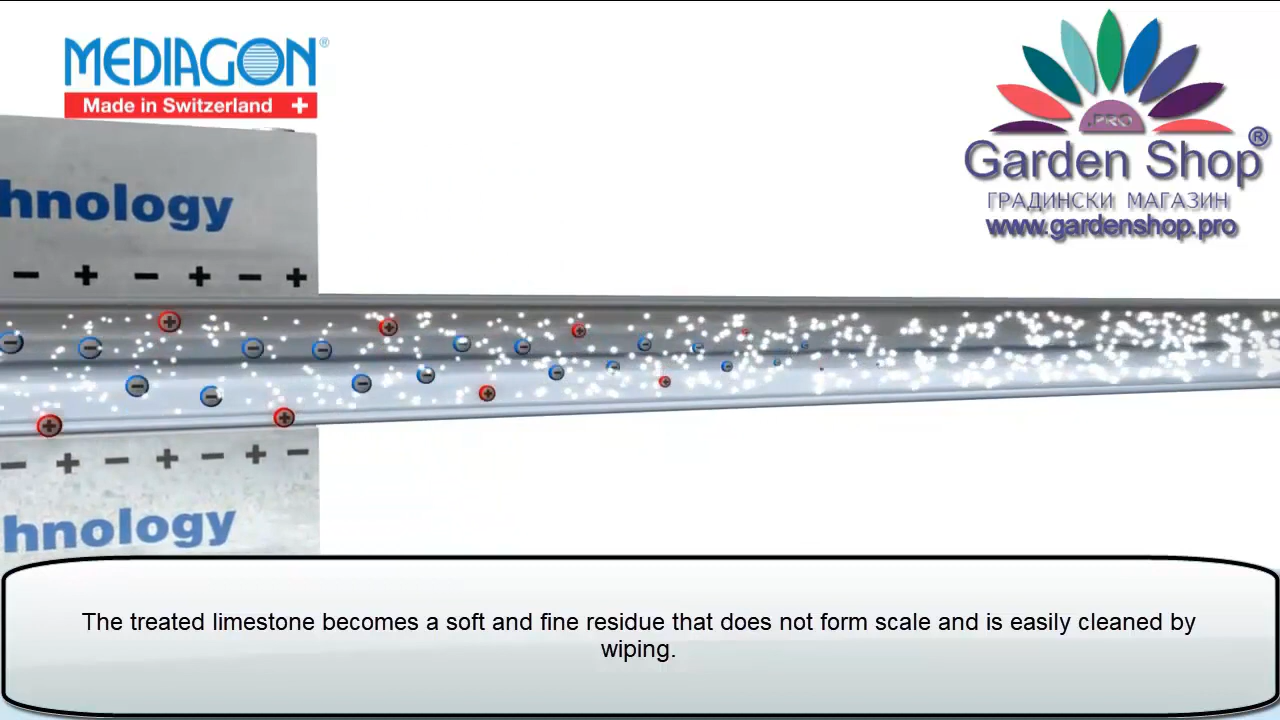 MEDIAGON®
Made in Switzerland +
.PRO
Garden Shop®
ГРАДИНСКИ МАГАЗИН
www.gardenshop.pro
hnology
− + − + − +
− + − + − + −
hnology
The treated limestone becomes a soft and fine residue that does not form scale and is easily cleaned by
wiping.